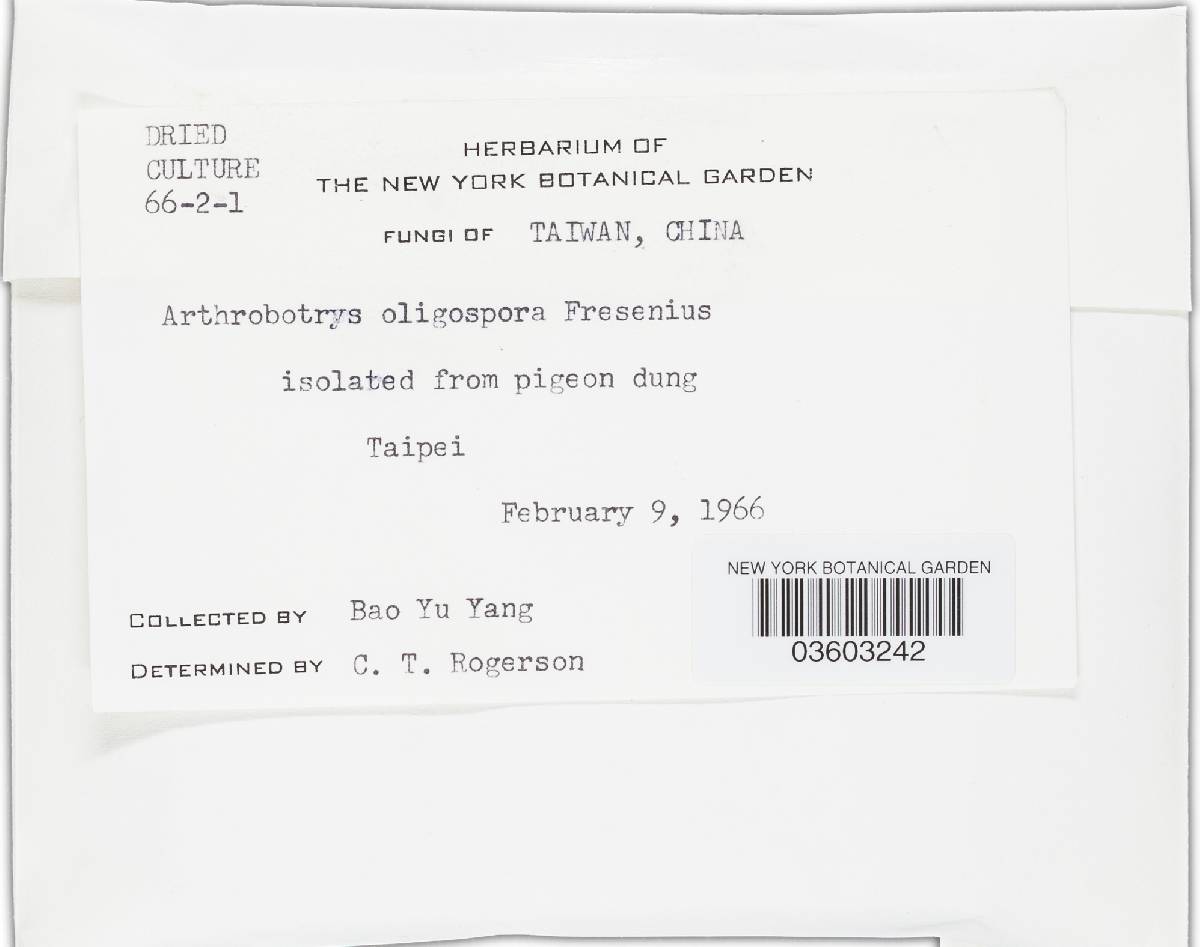 DRIED
CULTURE
66-2-1
HERBARIUM OF
THE NEW YORK BOTANICAL GARDEN
FUNGI OF TAIWAN, CHINA
Arthrobotrys oligospora Fresenius
isolated from pigeon dung
Taipei
February 9, 1966
NEW YORK BOTANICAL GARDEN
03603242
COLLECTED BY Bao Yu Yang
DETERMINED BY C. T. Rogerson